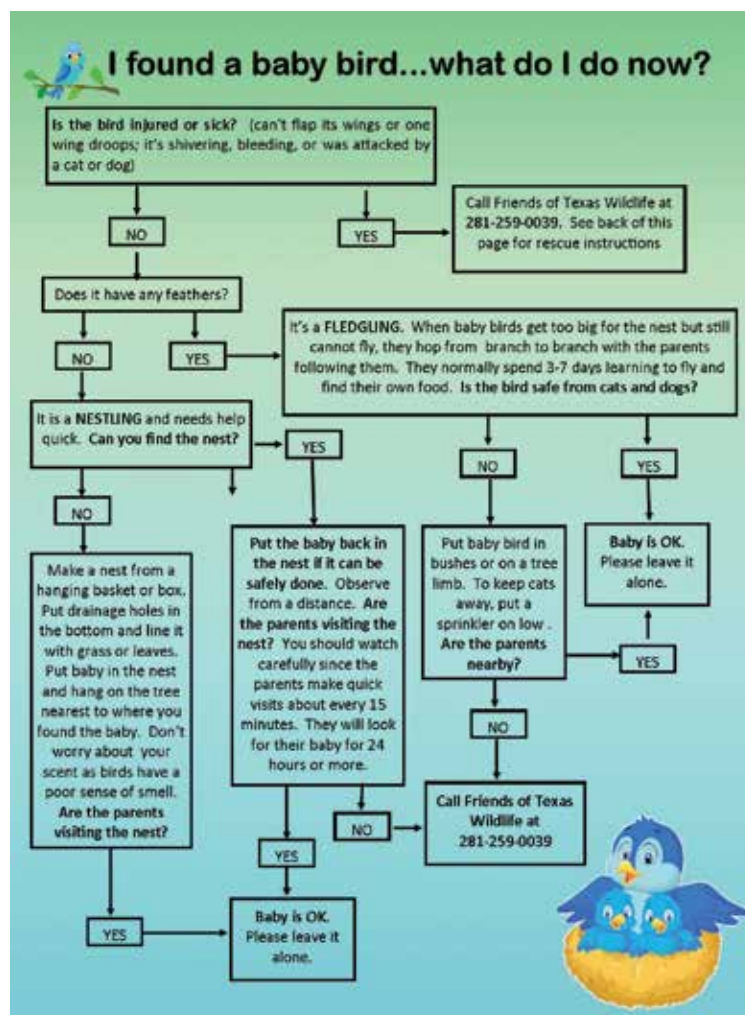 I found a baby bird...what do I do now?
Is the bird injured or sick? (can't flap its wings or one
wing droops; it's shivering, bleeding, or was attacked by
a cat or dog)
NO
YES
Call Friends of Texas Wildlife at
281-259-0039. See back of this
page for rescue instructions
Does it have any feathers?
NO
YES
It's a FLEDGLING. When baby birds get too big for the nest but still
cannot fly, they hop from branch to branch with the parents
following them. They normally spend 3-7 days learning to fly and
find their own food. Is the bird safe from cats and dogs?
It is a NESTLING and needs help
quick. Can you find the nest?
YES
NO
YES
NO
Make a nest from a
hanging basket or box.
Put drainage holes in
the bottom and line it
with grass or leaves.
Put baby in the nest
and hang on the tree
nearest to where you
found the baby. Don't
worry about your
scent as birds have a
poor sense of smell.
Are the parents
visiting the nest?
Put the baby back in
the nest if it can be
safely done. Observe
from a distance. Are
the parents visiting the
nest? You should watch
carefully since the
parents make quick
visits about every 15
minutes. They will look
for their baby for 24
hours or more.
Put baby bird in
bushes or on a tree
limb. To keep cats
away, put a
sprinkler on low .
Are the parents
nearby?
Baby is OK.
Please leave it
alone.
YES
NO
Call Friends of Texas
Wildlife at
281-259-0039
NO
YES
YES
Baby is OK.
Please leave it
alone.